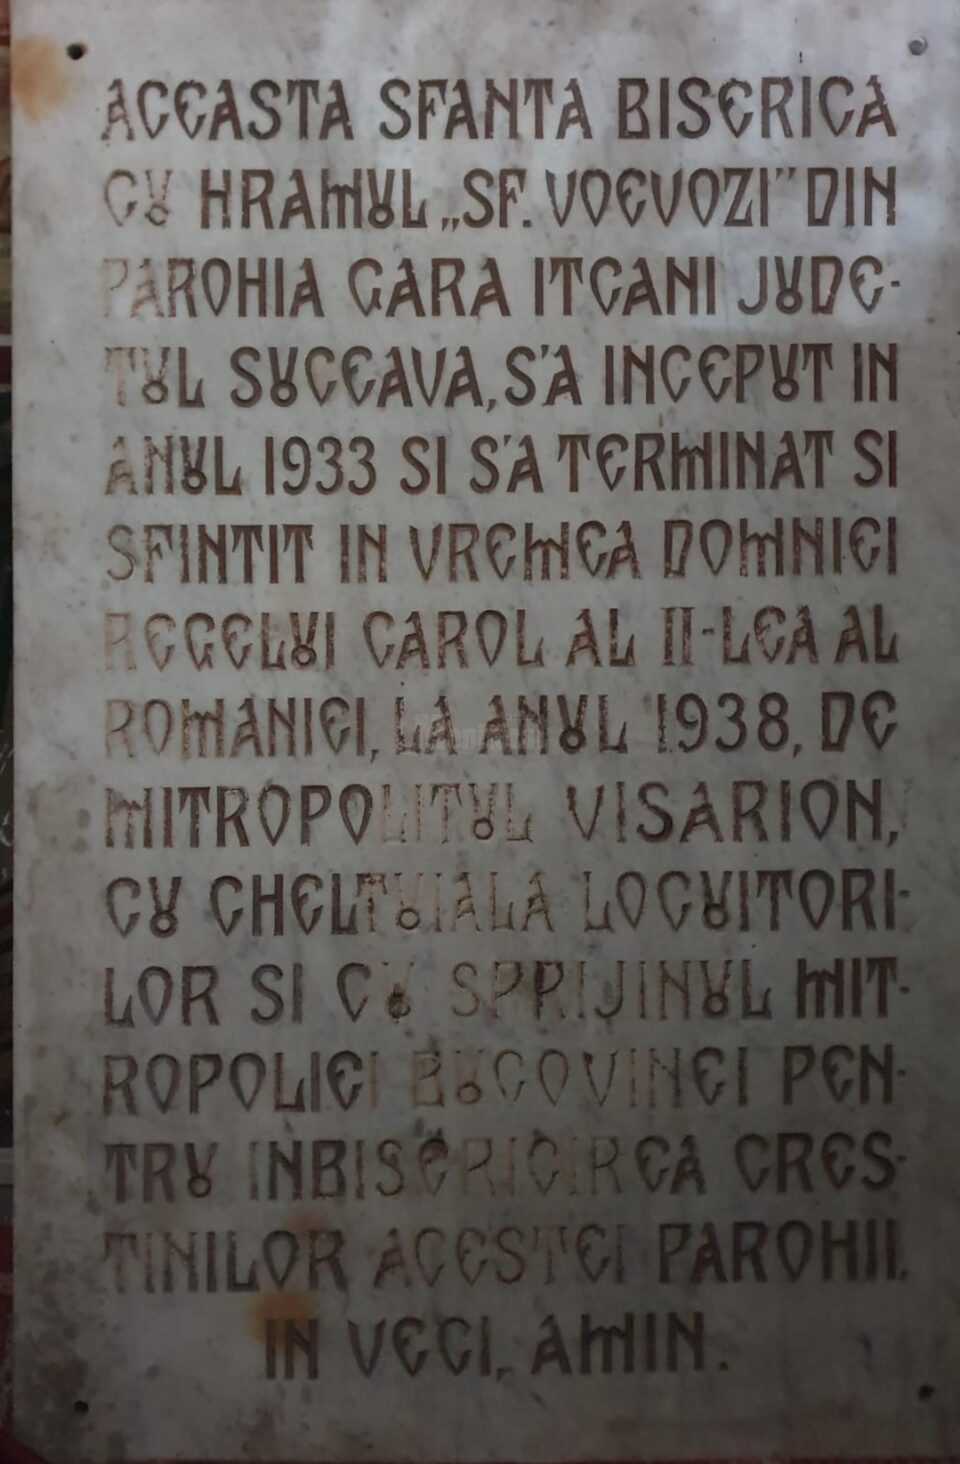 ACEASTA SFANTA BISERICA
CU HRAMUL „SF. VOEVOZI” DIN
PAROHIA GARA ITCANI JUDE-
TUL SUCEAVA, S'A INCEPUT IN
ANUL 1933 SI S'A TERMINAT SI
SFINTIT IN VREMEA DOMNIEI
REGELUI CAROL AL II-LEA AL
ROMANIEI, LA ANUL 1938, DE
MITROPOLITUL VISARION,
CU CHELTUIALA LOCUITORI-
LOR SI CU SPRIJINUL MIT-
ROPOLIEI BUCOVINEI PEN-
TRU INBISERICIREA CRES-
TINILOR ACESTEI PAROHII.
IN VECI, AMIN.